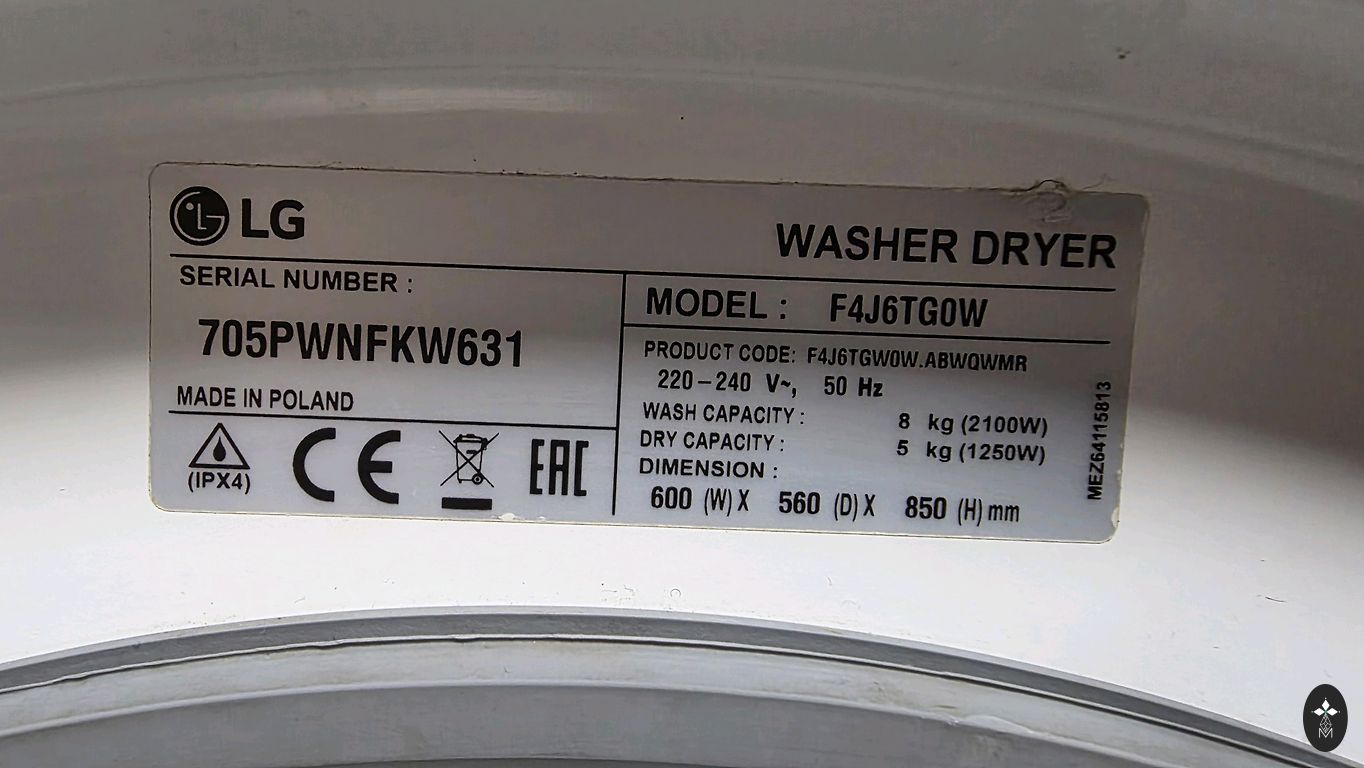 LG
WASHER DRYER
SERIAL NUMBER :
705PWNFKW631
MADE IN POLAND
(IPX4)
CE
EAC
MODEL : F4J6TG0W
PRODUCT CODE: F4J6TGW0W.ABWQWMR
220-240 V~, 50 Hz
WASH CAPACITY : 8 kg (2100W)
DRY CAPACITY : 5 kg (1250W)
DIMENSION :
600 (W) X 560 (D) X 850 (H) mm
MEZ64115813
M